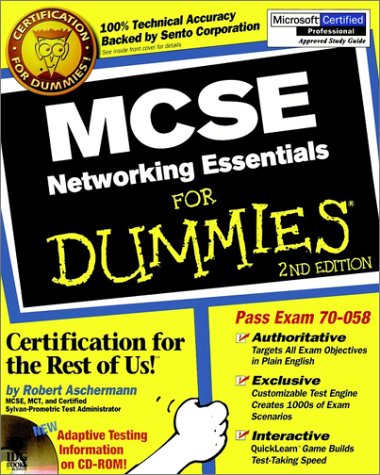 CERTIFICATION
FOR DUMMIES!
100% Technical Accuracy
Backed by Sento Corporation
See inside front cover for details.
Microsoft Certified
Professional
Approved Study Guide
MCSE
Networking Essentials
FOR
DUMMIES®
2ND EDITION
Certification for
the Rest of Us!™
by Robert Aschermann
MCSE, MCT, and Certified
Sylvan-Prometric Test Administrator
NEW
Adaptive Testing
Information
on CD-ROM!
IDG
BOOKS
Pass Exam 70-058
Authoritative
Targets All Exam Objectives
in Plain English
Exclusive
Customizable Test Engine
Creates 1000s of Exam
Scenarios
Interactive
QuickLearn™ Game Builds
Test-Taking Speed